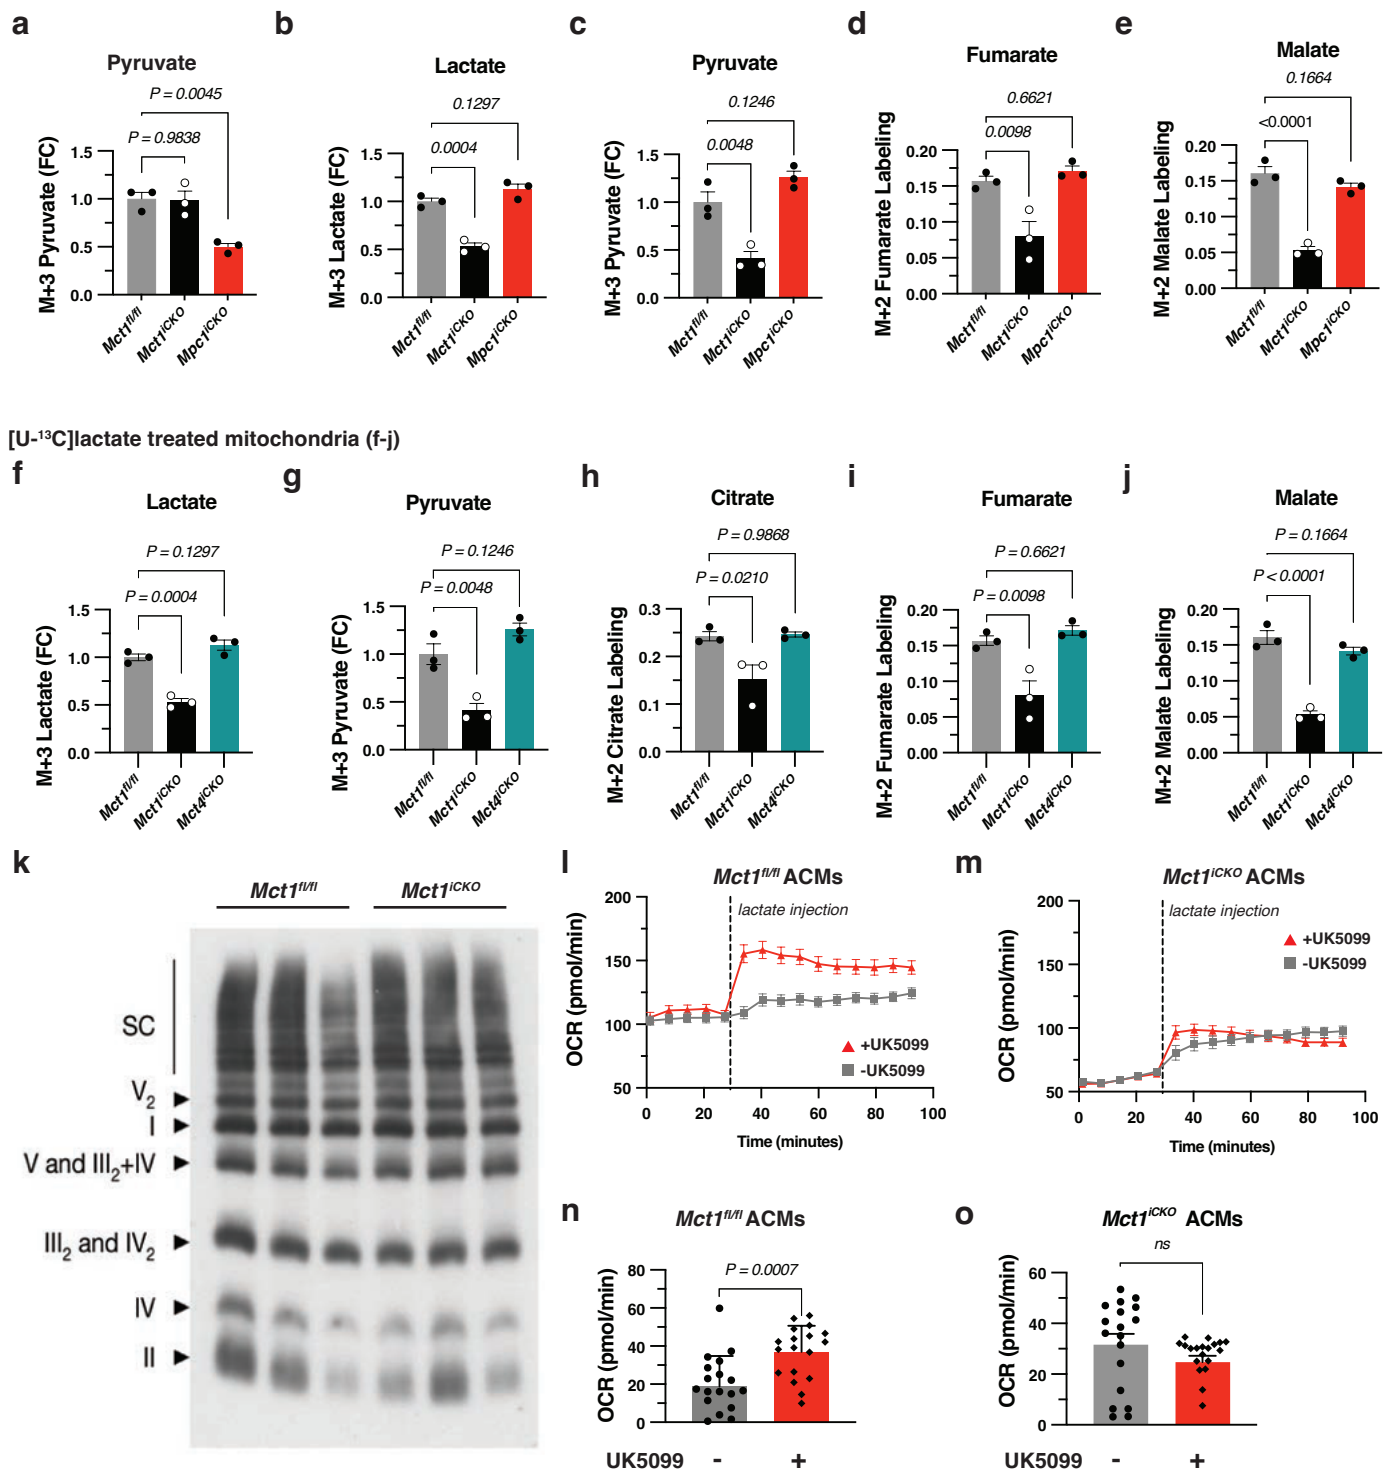 a
Pyruvate
P = 0.0045
P = 0.9838
M+3 Pyruvate (FC)
1.5
1.0
0.5
0.0
Mct1fl/fl
Mct1iCKO
Mpc1iCKO
b
Lactate
0.1297
0.0004
M+3 Lactate (FC)
1.5
1.0
0.5
0.0
Mct1fl/fl
Mct1iCKO
Mpc1iCKO
c
Pyruvate
0.1246
0.0048
M+3 Pyruvate (FC)
1.5
1.0
0.5
0.0
Mct1fl/fl
Mct1iCKO
Mpc1iCKO
d
Fumarate
0.6621
0.0098
M+2 Fumarate Labeling
0.20
0.15
0.10
0.05
0.00
Mct1fl/fl
Mct1iCKO
Mpc1iCKO
e
Malate
0.1664
<0.0001
M+2 Malate Labeling
0.20
0.15
0.10
0.05
0.00
Mct1fl/fl
Mct1iCKO
Mpc1iCKO
[U-¹³C]lactate treated mitochondria (f-j)
f
Lactate
P = 0.1297
P = 0.0004
M+3 Lactate (FC)
1.5
1.0
0.5
0.0
Mct1fl/fl
Mct1iCKO
Mct4iCKO
g
Pyruvate
P = 0.1246
P = 0.0048
M+3 Pyruvate (FC)
1.5
1.0
0.5
0.0
Mct1fl/fl
Mct1iCKO
Mct4iCKO
h
Citrate
P = 0.9868
P = 0.0210
M+2 Citrate Labeling
0.3
0.2
0.1
0.0
Mct1fl/fl
Mct1iCKO
Mct4iCKO
i
Fumarate
P = 0.6621
P = 0.0098
M+2 Fumarate Labeling
0.20
0.15
0.10
0.05
0.00
Mct1fl/fl
Mct1iCKO
Mct4iCKO
j
Malate
P = 0.1664
P < 0.0001
M+2 Malate Labeling
0.20
0.15
0.10
0.05
0.00
Mct1fl/fl
Mct1iCKO
Mct4iCKO
k
Mct1fl/fl
Mct1iCKO
SC
V₂
I
V and III₂+IV
III₂ and IV₂
IV
II
l
Mct1fl/fl ACMs
lactate injection
OCR (pmol/min)
200
150
100
50
+UK5099
-UK5099
0
20
40
60
80
100
Time (minutes)
m
Mct1iCKO ACMs
lactate injection
+UK5099
-UK5099
OCR (pmol/min)
200
150
100
50
0
20
40
60
80
100
Time (minutes)
n
Mct1fl/fl ACMs
P = 0.0007
OCR (pmol/min)
80
60
40
20
0
UK5099 - +
o
Mct1iCKO ACMs
ns
OCR (pmol/min)
60
40
20
0
UK5099 - +